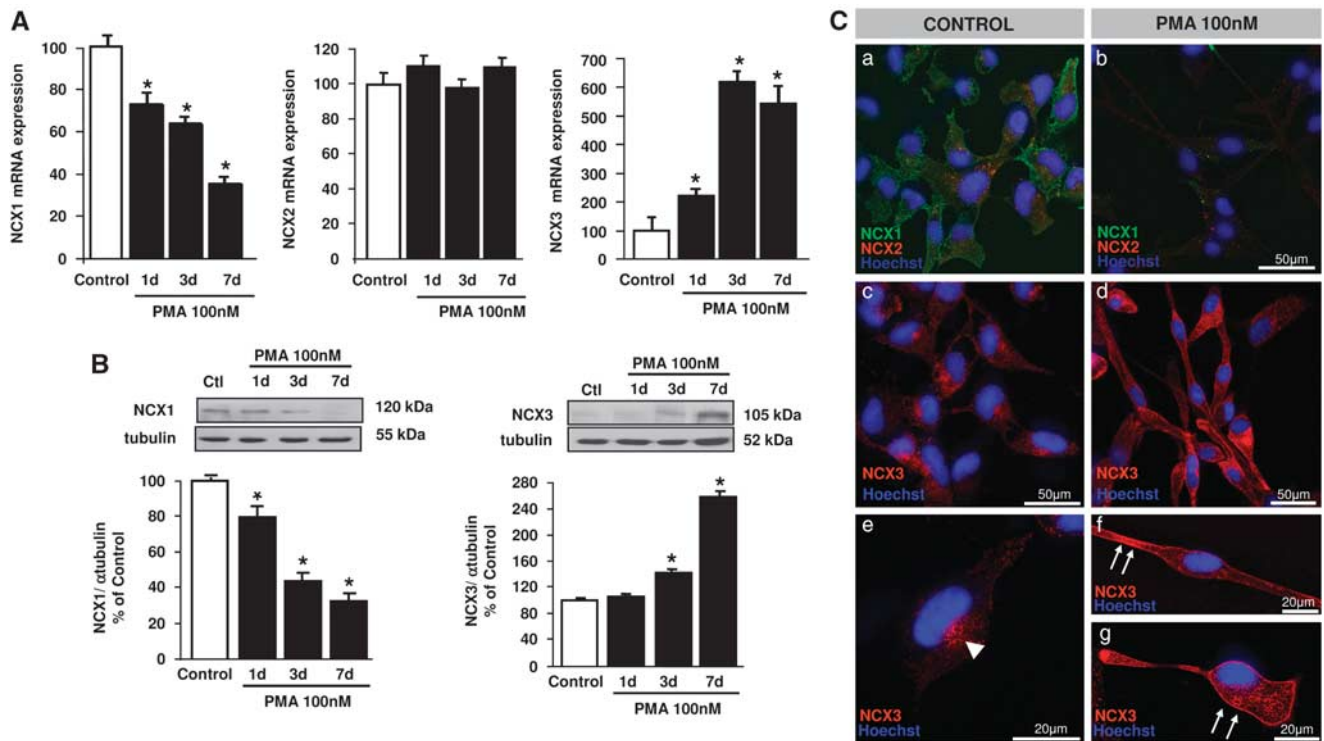 A
NCX1 mRNA expression
100
80
60
40
20
0
Control 1d 3d 7d
PMA 100nM
* * *
NCX2 mRNA expression
120
100
80
60
40
20
0
Control 1d 3d 7d
PMA 100nM
NCX3 mRNA expression
700
600
500
400
300
200
100
0
Control 1d 3d 7d
PMA 100nM
* * *
B
PMA 100nM
Ctl 1d 3d 7d
NCX1 120 kDa
tubulin 55 kDa
NCX1/ αtubulin
% of Control
100
80
60
40
20
0
Control 1d 3d 7d
PMA 100nM
* * *
PMA 100nM
Ctl 1d 3d 7d
NCX3 105 kDa
tubulin 52 kDa
NCX3/ αtubulin
% of Control
280
240
200
160
120
80
40
0
Control 1d 3d 7d
PMA 100nM
* *
C
CONTROL PMA 100nM
a
NCX1
NCX2
Hoechst
b
NCX1
NCX2
Hoechst
50µm
c
NCX3
Hoechst
50µm
d
NCX3
Hoechst
50µm
e
NCX3
Hoechst
20µm
f
NCX3
Hoechst
20µm
g
NCX3
Hoechst
20µm